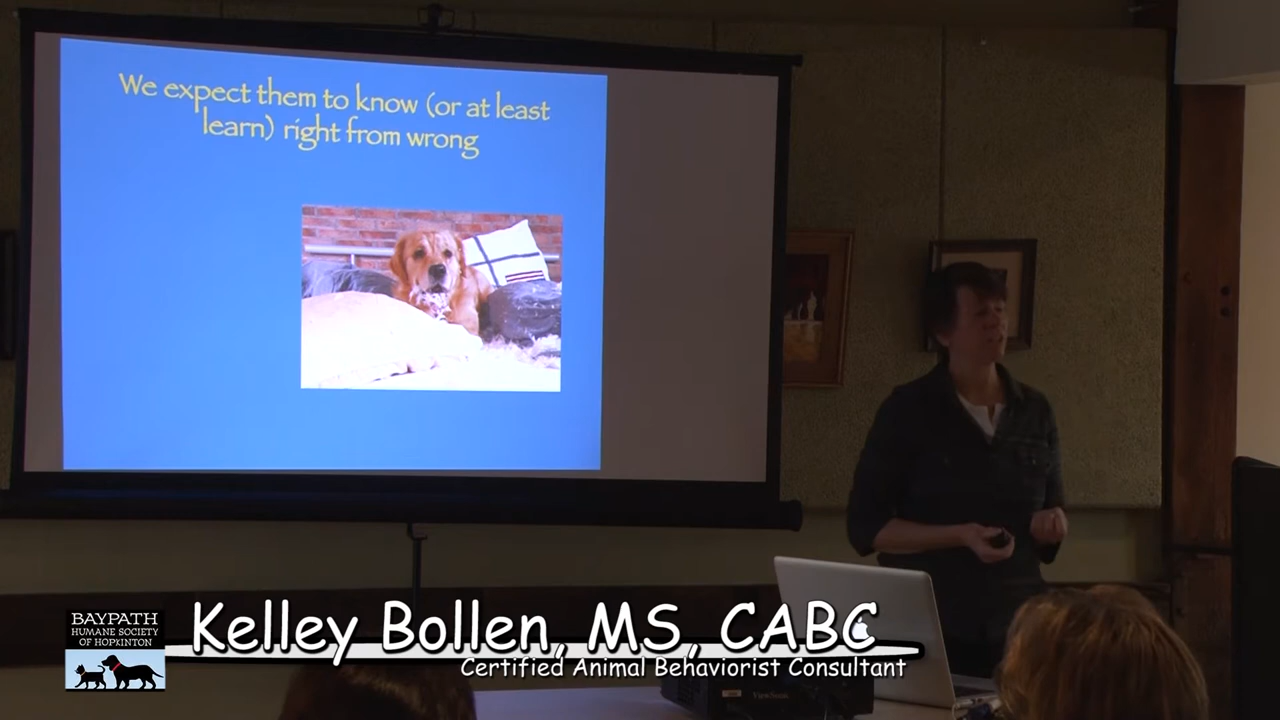 We expect them to know (or at least
learn) right from wrong
BAYPATH
HUMANE SOCIETY
OF HOPKINTON
Kelley Bollen, MS, CABC
Certified Animal Behaviorist Consultant
ViewSonic